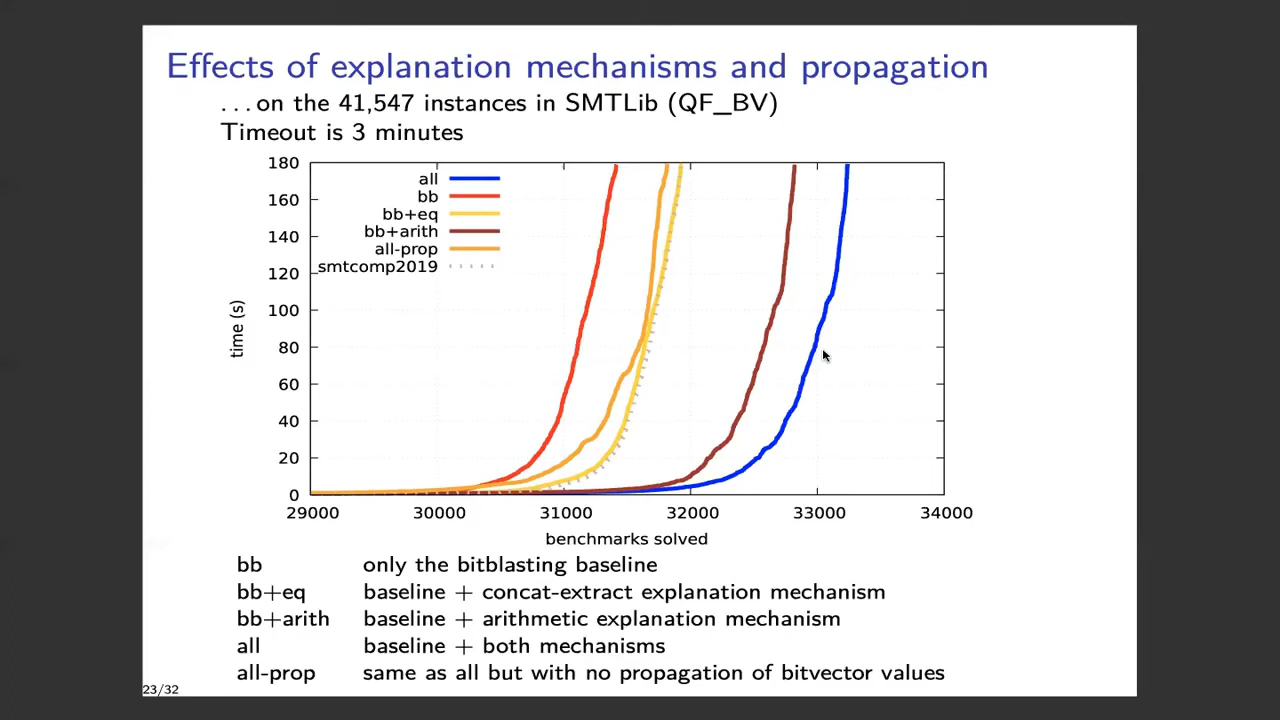 Effects of explanation mechanisms and propagation
...on the 41,547 instances in SMTLib (QF_BV)
Timeout is 3 minutes
180
160
140
120
100
80
60
40
20
0
time (s)
all
bb
bb+eq
bb+arith
all-prop
smtcomp2019
29000 30000 31000 32000 33000 34000
benchmarks solved
bb only the bitblasting baseline
bb+eq baseline + concat-extract explanation mechanism
bb+arith baseline + arithmetic explanation mechanism
all baseline + both mechanisms
all-prop same as all but with no propagation of bitvector values
23/32